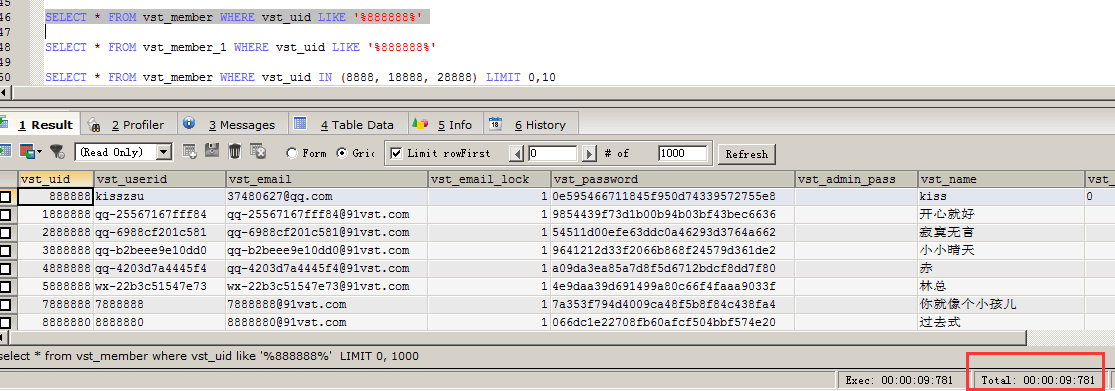 45
46 SELECT * FROM vst_member WHERE vst_uid LIKE '%888888%'
47
48 SELECT * FROM vst_member_1 WHERE vst_uid LIKE '%888888%'
49
50 SELECT * FROM vst_member WHERE vst_uid IN (8888, 18888, 28888) LIMIT 0,10
1 Result 2 Profiler 3 Messages 4 Table Data 5 Info 6 History
(Read Only) Form Gric Limit rowFirst 0 # of 1000 Refresh
vst_uid vst_userid vst_email vst_email_lock vst_password vst_admin_pass vst_name vst_
888888 kisszsu 37480627@qq.com 1 0e595466711845f950d74339572755e8 kiss 0
1888888 qq-25567167fff84 qq-25567167fff84@91vst.com 1 9854439f73d1b00b94b03bf43bec6636 开心就好
2888888 qq-6988cf201c581 qq-6988cf201c581@91vst.com 1 54511d00efe63ddc0a46293d3764a662 寂寞无言
3888888 qq-b2beee9e10dd0 qq-b2beee9e10dd0@91vst.com 1 9641212d33f2066b868f24579d361de2 小小晴天
4888888 qq-4203d7a4445f4 qq-4203d7a4445f4@91vst.com 1 a09da3ea85a7d8f5d6712bdcf8dd7f80 赤
5888888 wx-22b3c51547e73 wx-22b3c51547e73@91vst.com 1 4e9daa39d691499a80c66f4faaa9033f 林总
7888888 7888888 7888888@91vst.com 1 7a353f794d4009ca48f5b8f84c438fa4 你就像个小孩儿
8888880 8888880 8888880@91vst.com 1 066dc1e22708fb60afcf504bbf574e20 过去式
select * from vst_member where vst_uid like '%888888%' LIMIT 0, 1000
Exec: 00:00:09:781 Total: 00:00:09:781